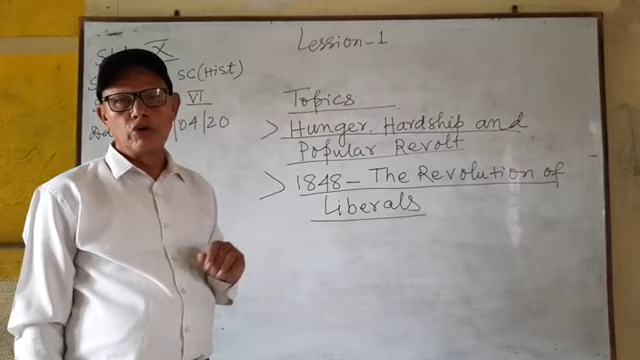 Lession-1
X
SC(Hist)
VI
04/20
Topics
> Hunger, Hardship and
Popular Revolt
> 1848- The Revolution of
Liberals